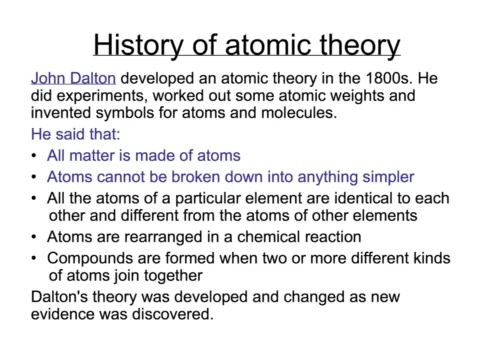 History of atomic theory
John Dalton developed an atomic theory in the 1800s. He
did experiments, worked out some atomic weights and
invented symbols for atoms and molecules.
He said that:
• All matter is made of atoms
• Atoms cannot be broken down into anything simpler
• All the atoms of a particular element are identical to each
other and different from the atoms of other elements
• Atoms are rearranged in a chemical reaction
• Compounds are formed when two or more different kinds
of atoms join together
Dalton's theory was developed and changed as new
evidence was discovered.